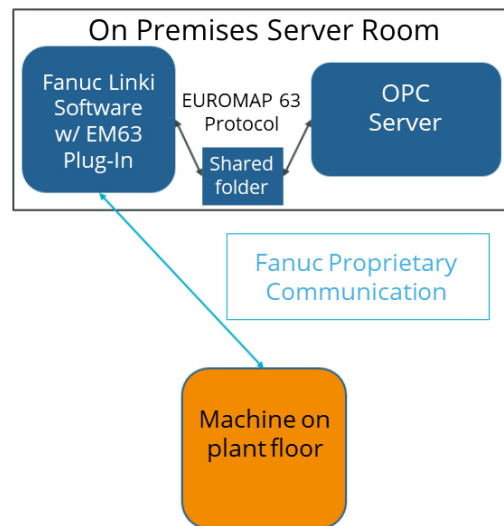 On Premises Server Room
Fanuc Linki
Software
w/ EM63
Plug-In
EUROMAP 63
Protocol
Shared
folder
OPC
Server
Fanuc Proprietary
Communication
Machine on
plant floor